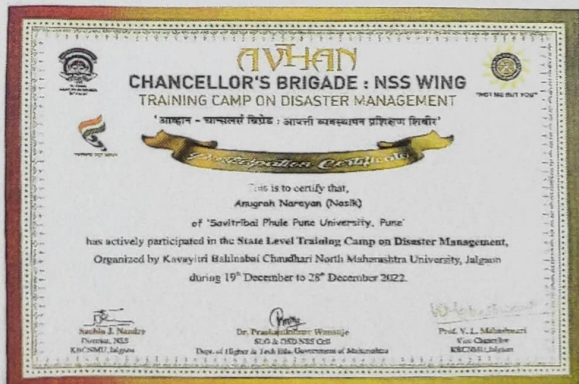 AVHAN
CHANCELLOR'S BRIGADE : NSS WING
TRAINING CAMP ON DISASTER MANAGEMENT
"NOT ME BUT YOU"
'आव्हान - चान्सलर्स ब्रिगेड : आपत्ती व्यवस्थापन प्रशिक्षण शिबीर'
Participation Certificate
This is to certify that,
Anugrah Narayan (Nasik)
of 'Savitribai Phule Pune University, Pune'
has actively participated in the State Level Training Camp on Disaster Management,
Organized by Kavayitri Bahinabai Chaudhari North Maharashtra University, Jalgaon
during 19th December to 28th December 2022.
Sachin J. Nandre
Director, NSS
KBCNMU, Jalgaon
Dr. Prashantkumar Wanaje
SLO & OSD NSS Cell
Dept. of Higher & Tech Edu. Government of Maharashtra
Prof. V. L. Maheshwari
Vice Chancellor
KBCNMU, Jalgaon